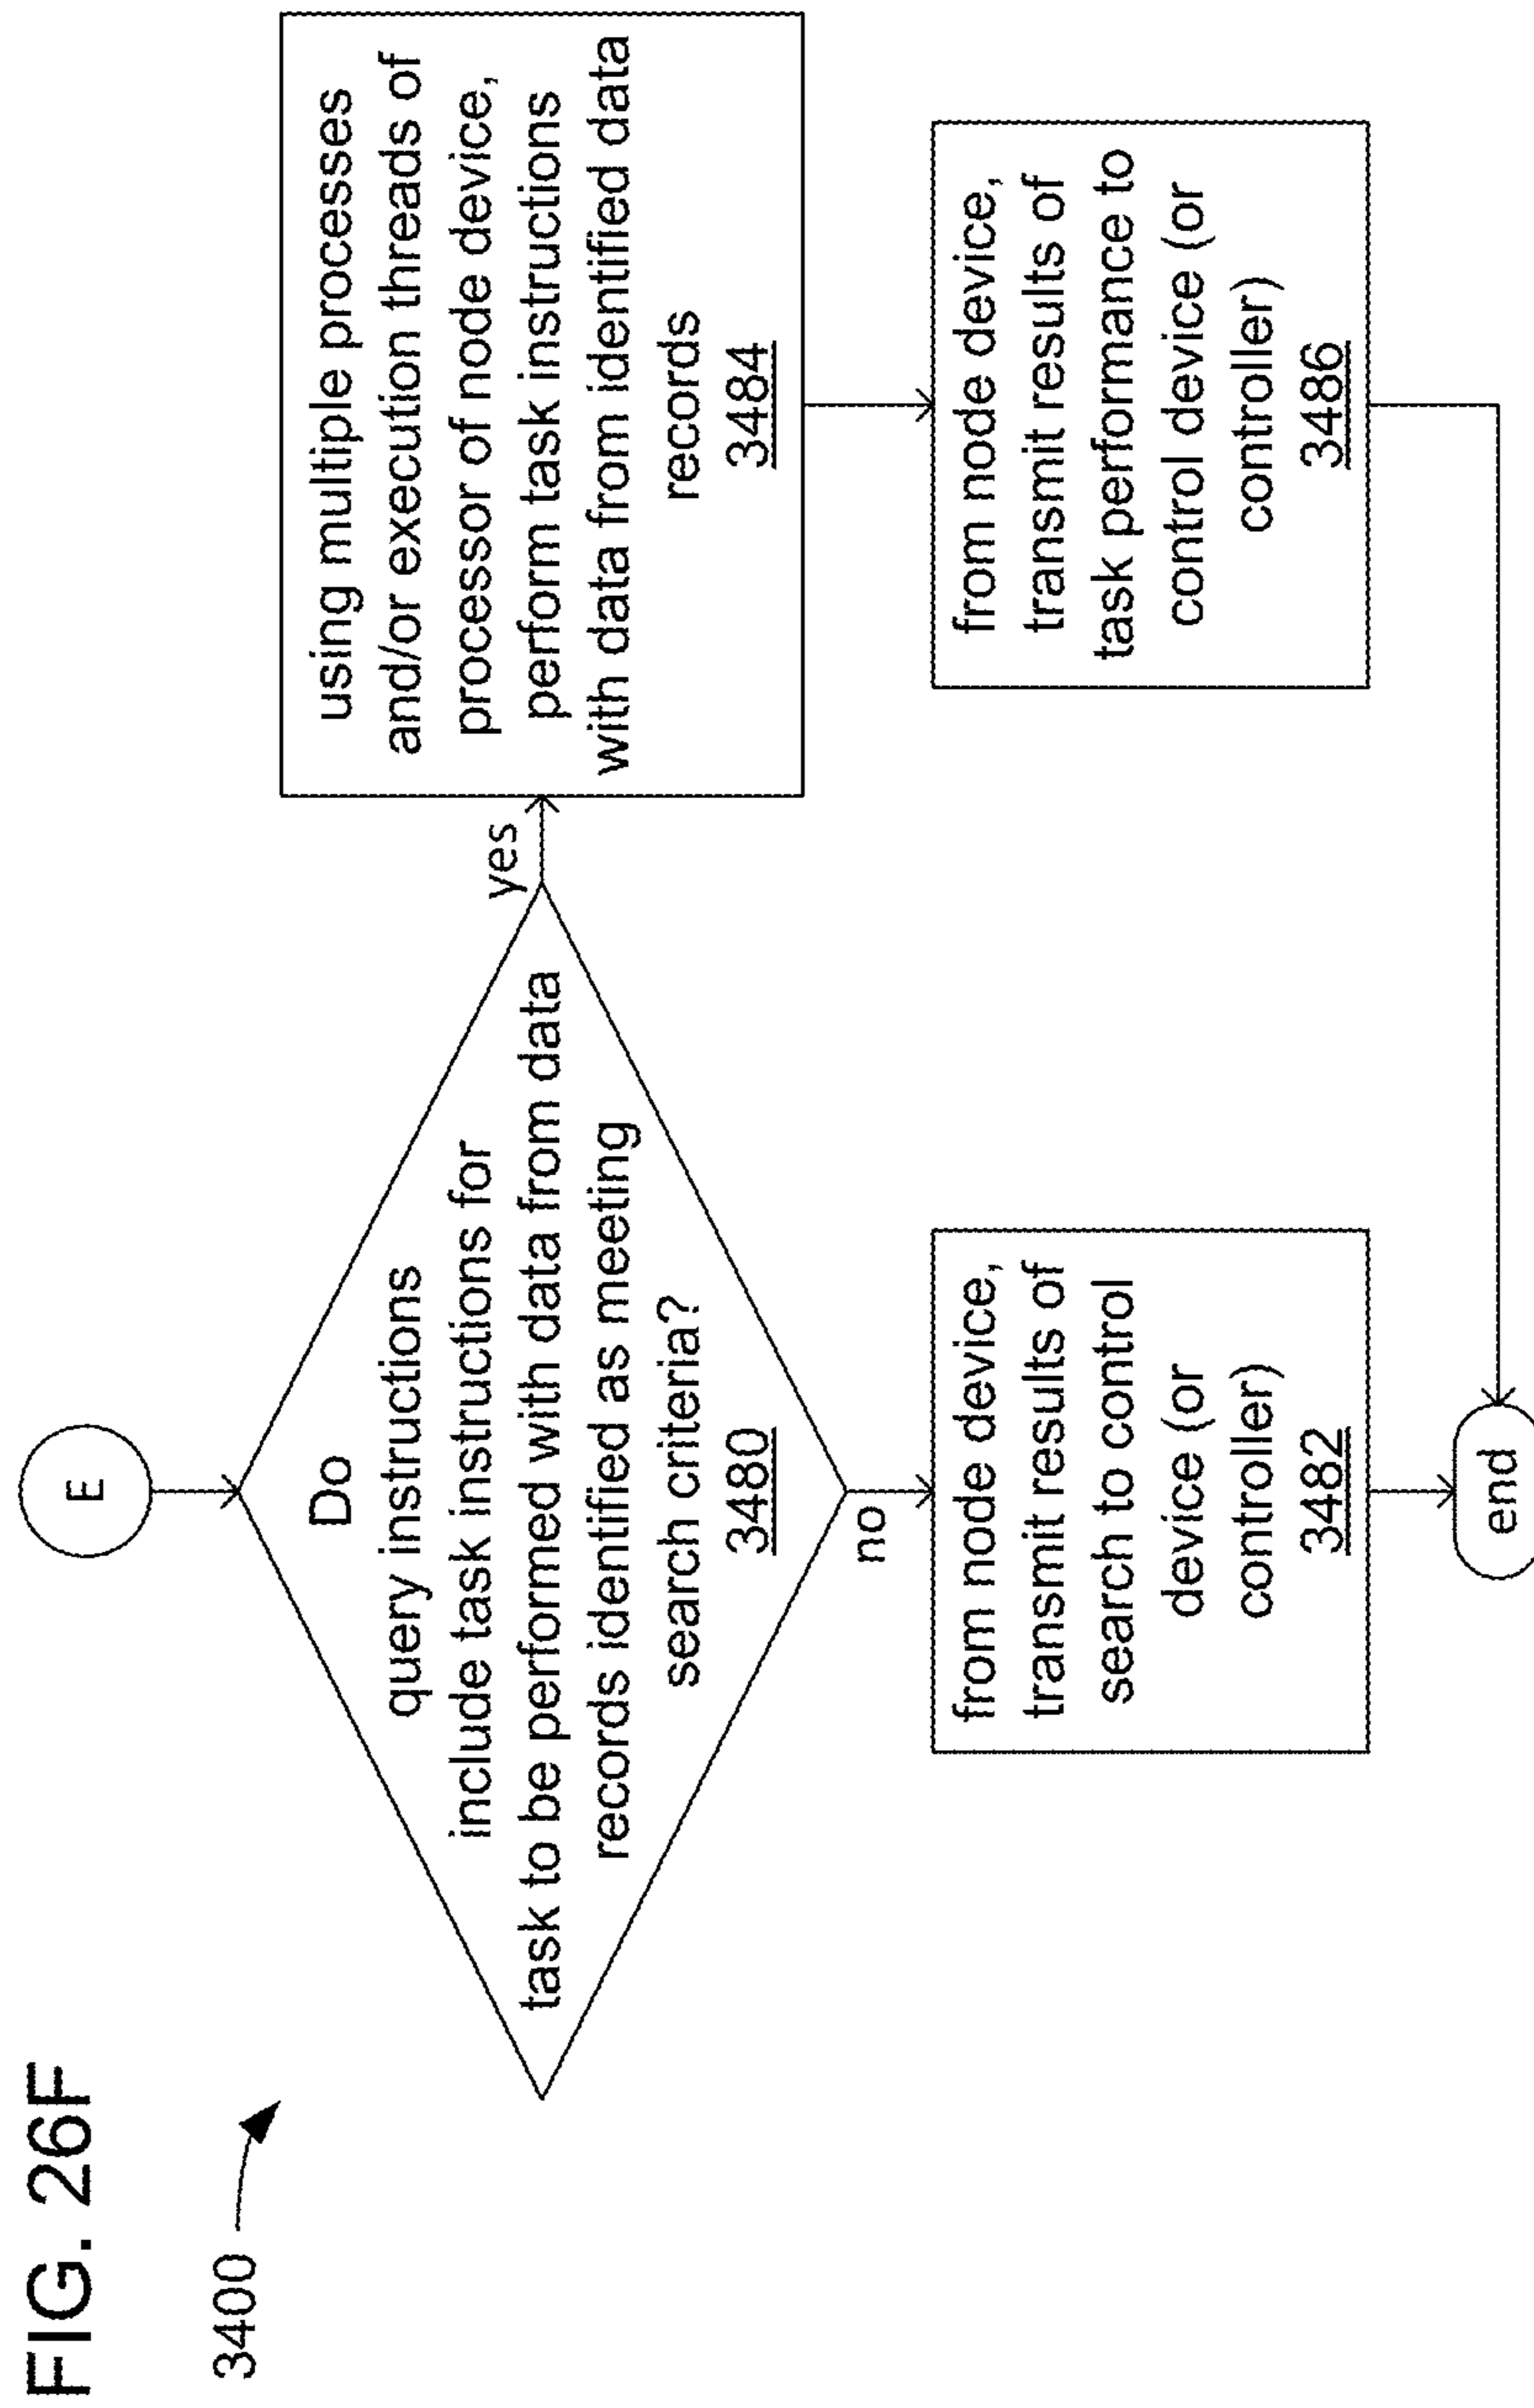 FIG. 26F
3400
E
Do
query instructions
include task instructions for
task to be performed with data from data
records identified as meeting
search criteria?
3480
yes
using multiple processes
and/or execution threads of
processor of node device,
perform task instructions
with data from identified data
records
3484
no
from node device,
transmit results of
search to control
device (or
controller)
3482
from node device,
transmit results of
task performance to
control device (or
controller)
3486
end